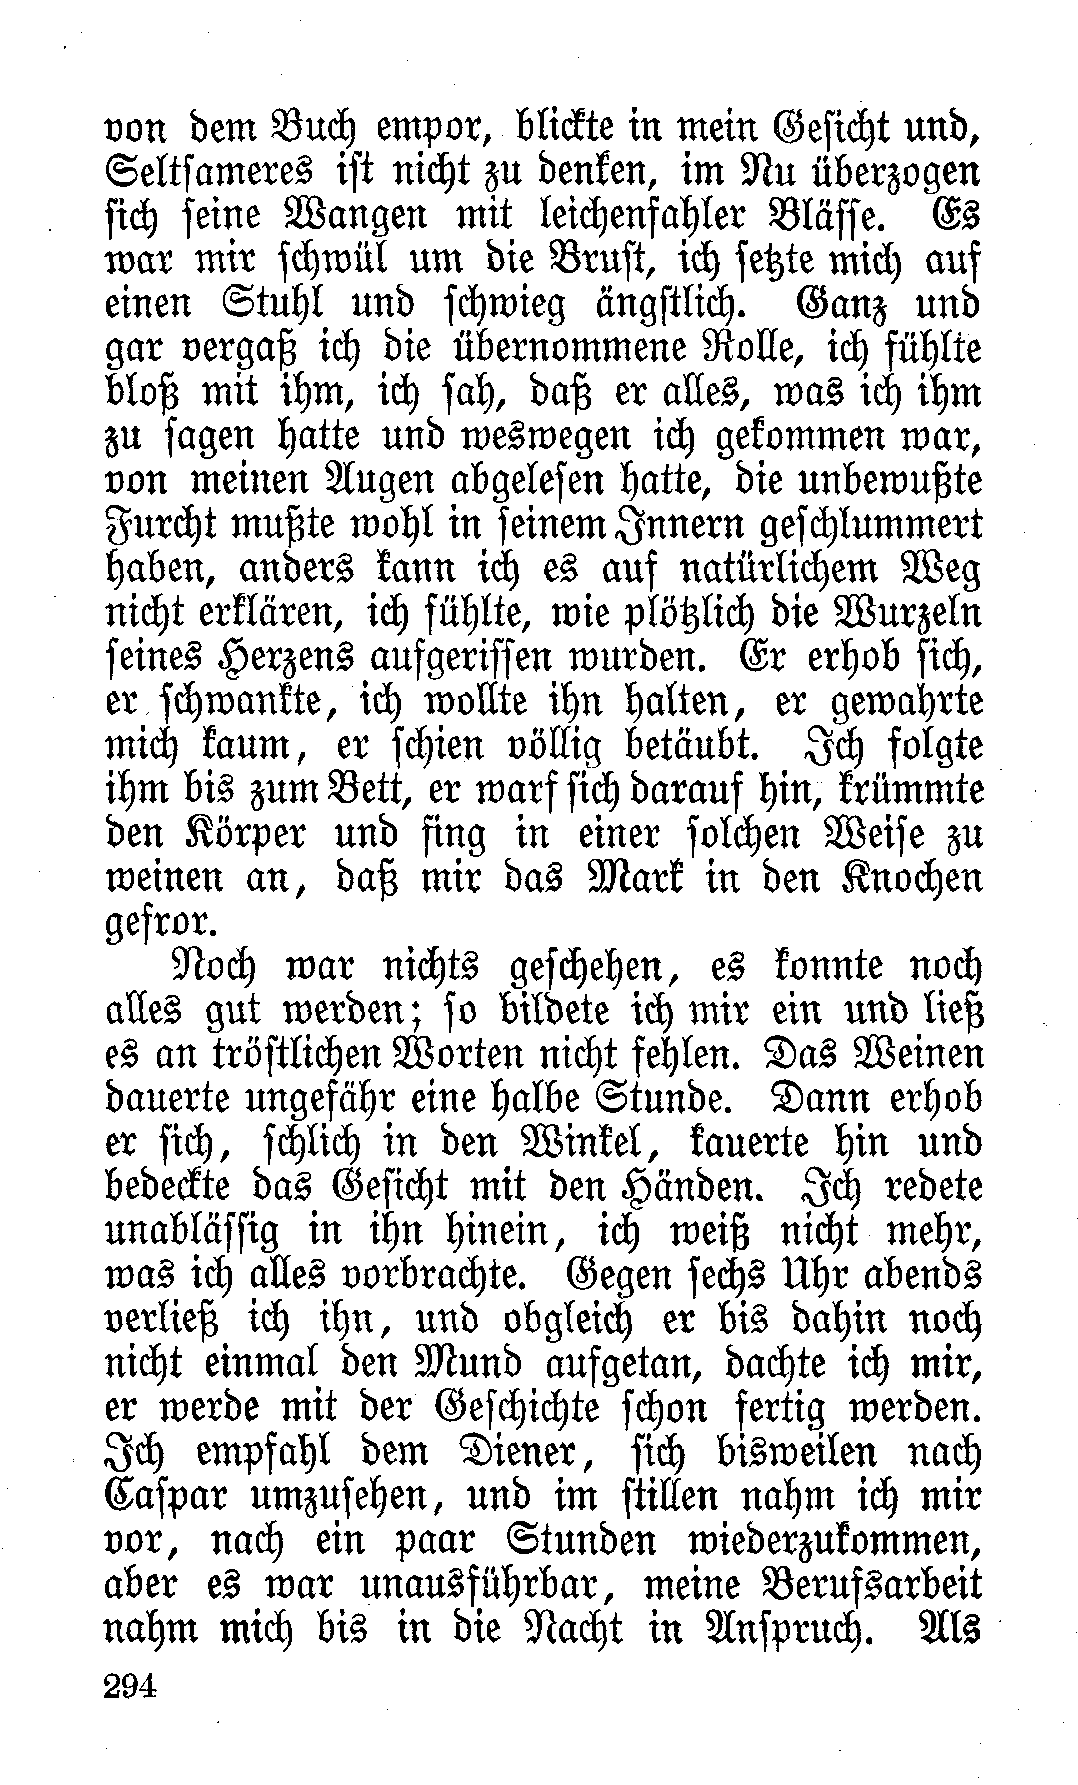 von dem Buch empor, blickte in mein Gesicht und,
Seltsameres ist nicht zu denken, im Nu überzogen
sich seine Wangen mit leichenfahler Blässe. Es
war mir schwül um die Brust, ich setzte mich auf
einen Stuhl und schwieg ängstlich. Ganz und
gar vergaß ich die übernommene Rolle, ich fühlte
bloß mit ihm, ich sah, daß er alles, was ich ihm
zu sagen hatte und weswegen ich gekommen war,
von meinen Augen abgelesen hatte, die unbewußte
Furcht mußte wohl in seinem Innern geschlummert
haben, anders kann ich es auf natürlichem Weg
nicht erklären, ich fühlte, wie plötzlich die Wurzeln
seines Herzens aufgerissen wurden. Er erhob sich,
er schwankte, ich wollte ihn halten, er gewahrte
mich kaum, er schien völlig betäubt. Ich folgte
ihm bis zum Bett, er warf sich darauf hin, krümmte
den Körper und fing in einer solchen Weise zu
weinen an, daß mir das Mark in den Knochen
gefror.
Noch war nichts geschehen, es konnte noch
alles gut werden; so bildete ich mir ein und ließ
es an tröstlichen Worten nicht fehlen. Das Weinen
dauerte ungefähr eine halbe Stunde. Dann erhob
er sich, schlich in den Winkel, kauerte hin und
bedeckte das Gesicht mit den Händen. Ich redete
unablässig in ihn hinein, ich weiß nicht mehr,
was ich alles vorbrachte. Gegen sechs Uhr abends
verließ ich ihn, und obgleich er bis dahin noch
nicht einmal den Mund aufgetan, dachte ich mir,
er werde mit der Geschichte schon fertig werden.
Ich empfahl dem Diener, sich bisweilen nach
Caspar umzusehen, und im stillen nahm ich mir
vor, nach ein paar Stunden wiederzukommen,
aber es war unausführbar, meine Berufsarbeit
nahm mich bis in die Nacht in Anspruch. Als
294